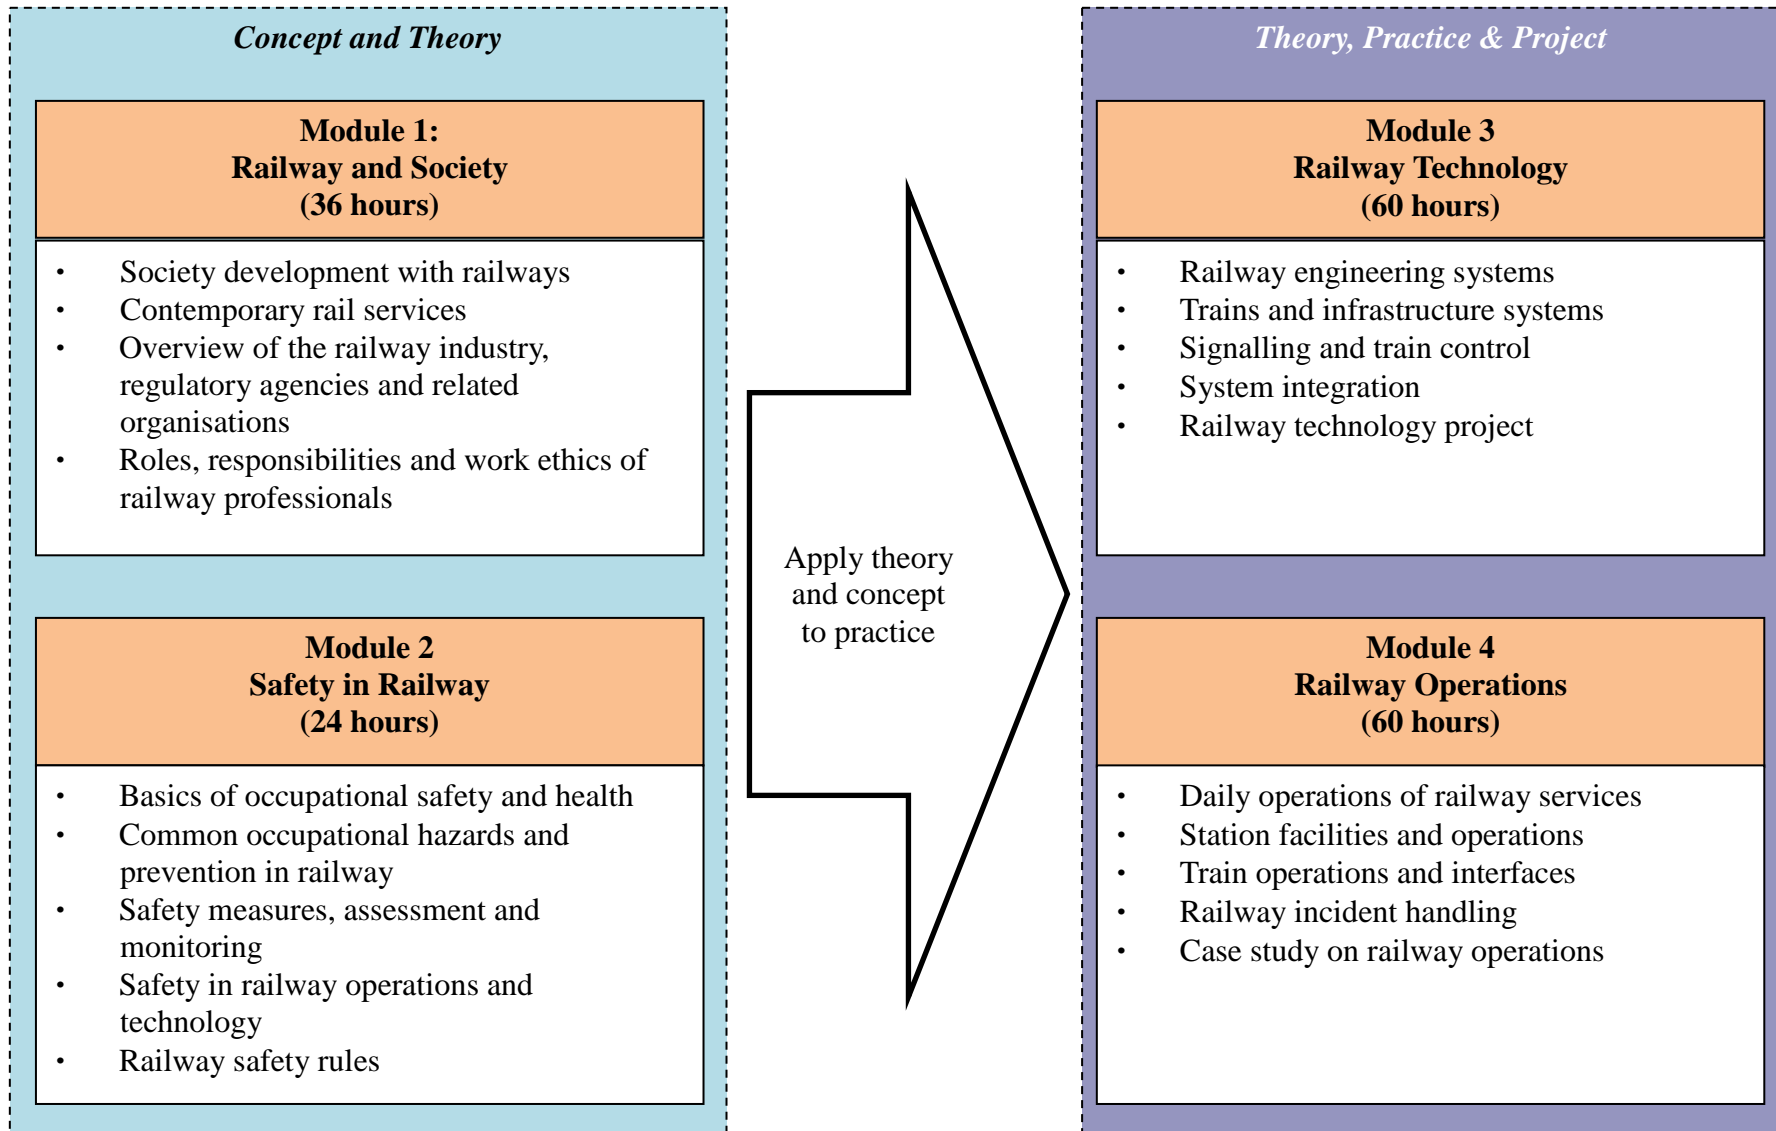 Concept and Theory
Module 1:
Railway and Society
(36 hours)
• Society development with railways
• Contemporary rail services
• Overview of the railway industry,
regulatory agencies and related
organisations
• Roles, responsibilities and work ethics of
railway professionals
Module 2
Safety in Railway
(24 hours)
• Basics of occupational safety and health
• Common occupational hazards and
prevention in railway
• Safety measures, assessment and
monitoring
• Safety in railway operations and
technology
• Railway safety rules
Apply theory
and concept
to practice
Theory, Practice & Project
Module 3
Railway Technology
(60 hours)
• Railway engineering systems
• Trains and infrastructure systems
• Signalling and train control
• System integration
• Railway technology project
Module 4
Railway Operations
(60 hours)
• Daily operations of railway services
• Station facilities and operations
• Train operations and interfaces
• Railway incident handling
• Case study on railway operations